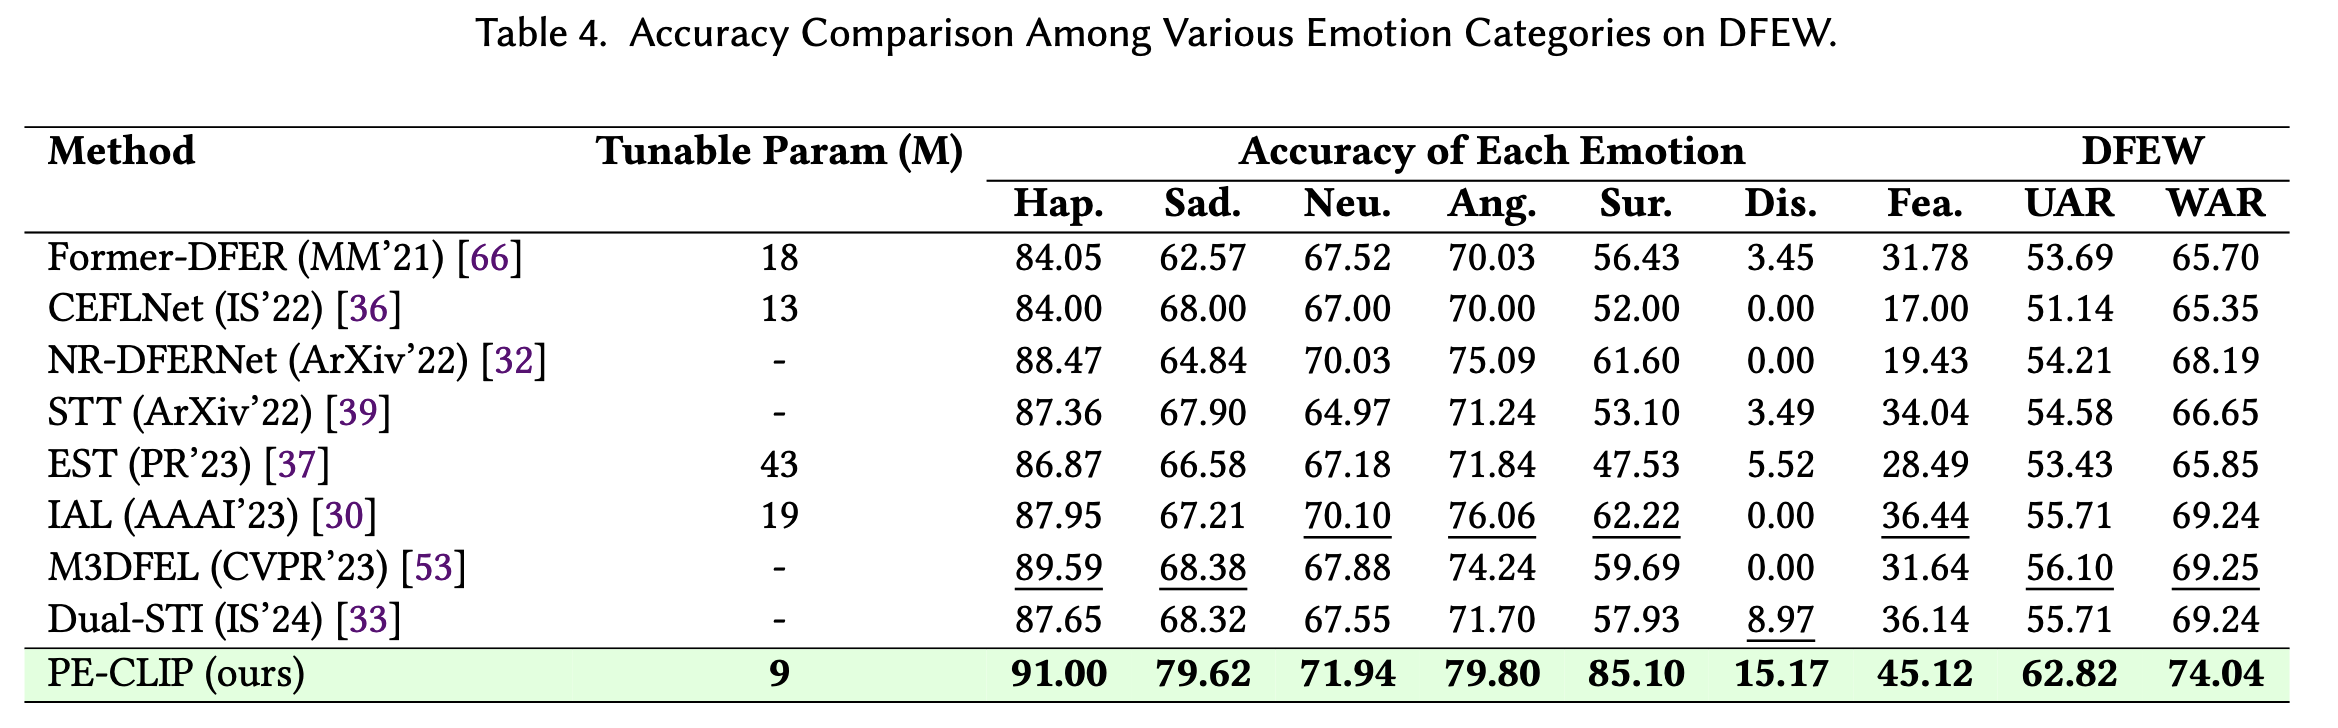 Table 4. Accuracy Comparison Among Various Emotion Categories on DFEW.
Method Tunable Param (M) Accuracy of Each Emotion DFEW
Hap. Sad. Neu. Ang. Sur. Dis. Fea. UAR WAR
Former-DFER (MM’21) [66] 18 84.05 62.57 67.52 70.03 56.43 3.45 31.78 53.69 65.70
CEFLNet (IS’22) [36] 13 84.00 68.00 67.00 70.00 52.00 0.00 17.00 51.14 65.35
NR-DFERNet (ArXiv’22) [32] - 88.47 64.84 70.03 75.09 61.60 0.00 19.43 54.21 68.19
STT (ArXiv’22) [39] - 87.36 67.90 64.97 71.24 53.10 3.49 34.04 54.58 66.65
EST (PR’23) [37] 43 86.87 66.58 67.18 71.84 47.53 5.52 28.49 53.43 65.85
IAL (AAAI’23) [30] 19 87.95 67.21 70.10 76.06 62.22 0.00 36.44 55.71 69.24
M3DFEL (CVPR’23) [53] - 89.59 68.38 67.88 74.24 59.69 0.00 31.64 56.10 69.25
Dual-STI (IS’24) [33] - 87.65 68.32 67.55 71.70 57.93 8.97 36.14 55.71 69.24
PE-CLIP (ours) 9 91.00 79.62 71.94 79.80 85.10 15.17 45.12 62.82 74.04